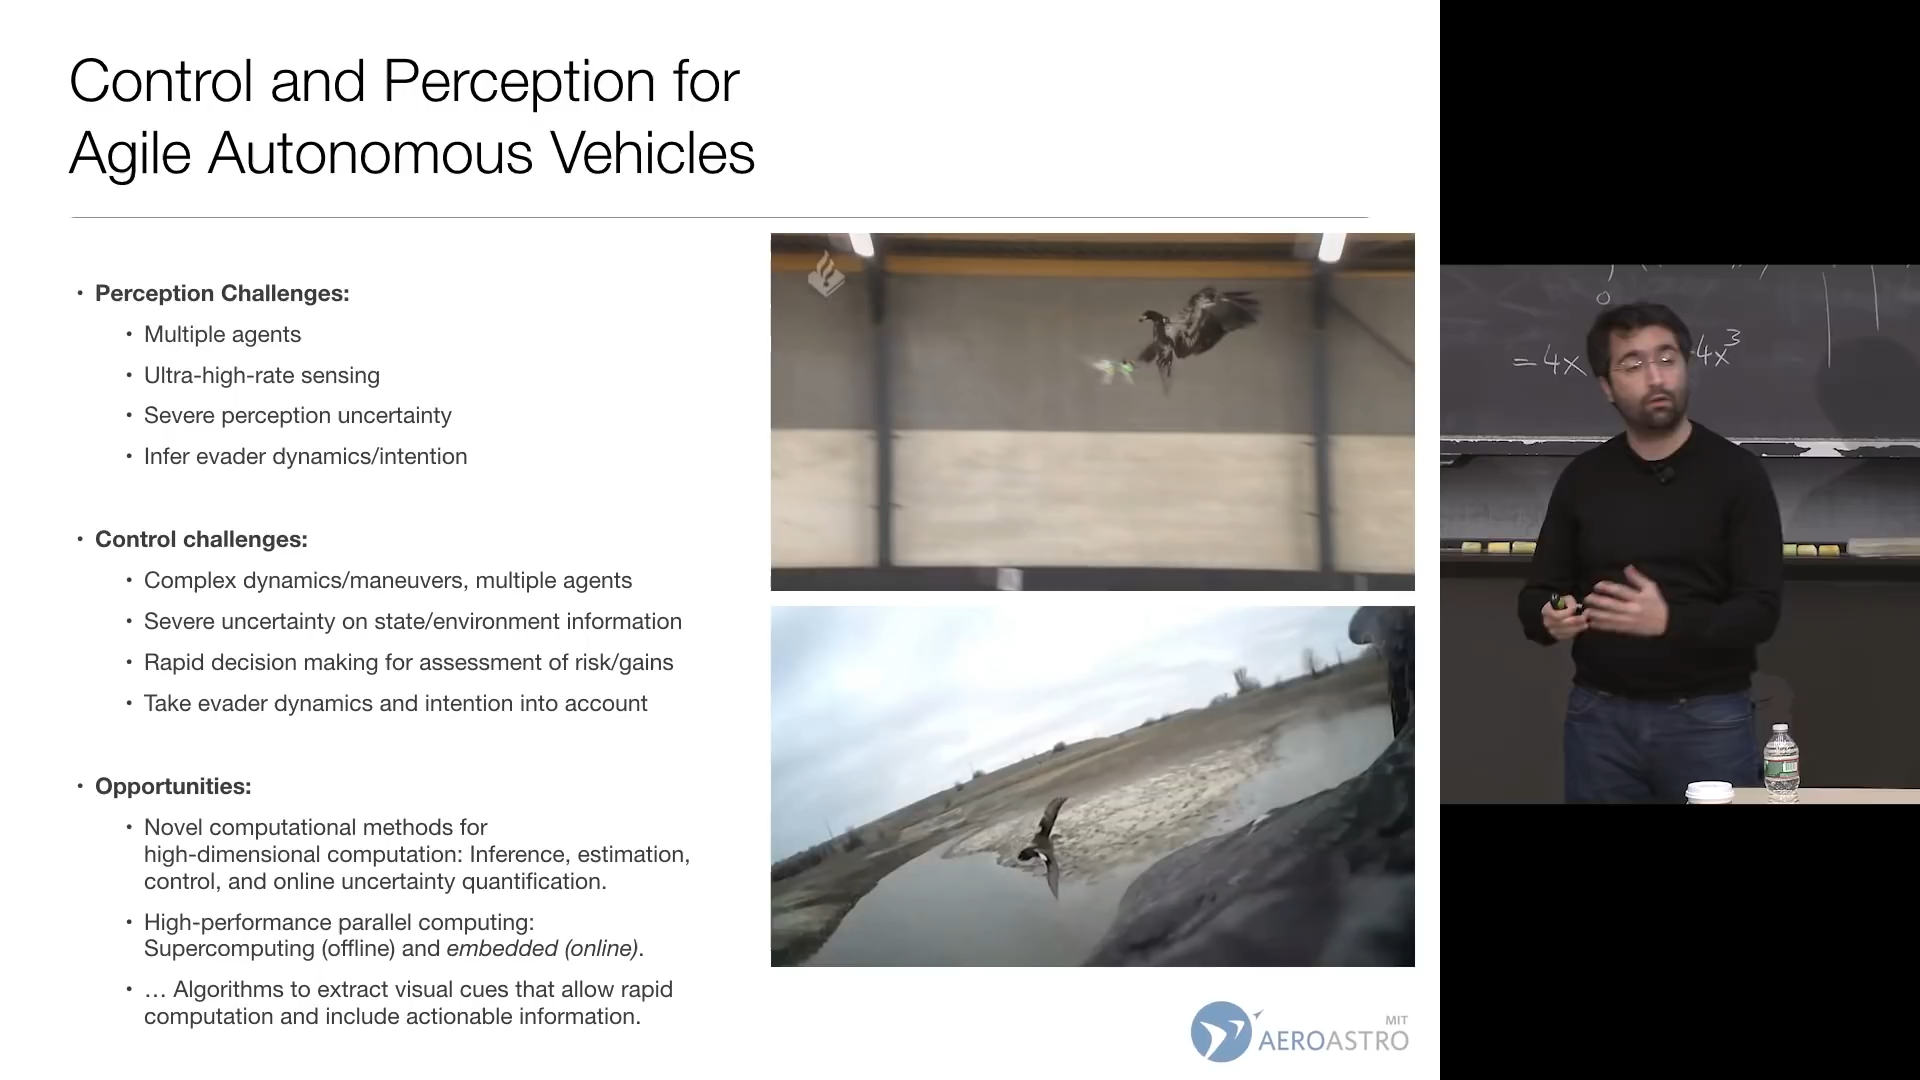 Control and Perception for
Agile Autonomous Vehicles
• Perception Challenges:
• Multiple agents
• Ultra-high-rate sensing
• Severe perception uncertainty
• Infer evader dynamics/intention
• Control challenges:
• Complex dynamics/maneuvers, multiple agents
• Severe uncertainty on state/environment information
• Rapid decision making for assessment of risk/gains
• Take evader dynamics and intention into account
• Opportunities:
• Novel computational methods for
high-dimensional computation: Inference, estimation,
control, and online uncertainty quantification.
• High-performance parallel computing:
Supercomputing (offline) and embedded (online).
• … Algorithms to extract visual cues that allow rapid
computation and include actionable information.
MIT
AEROASTRO
= 4x
4x³